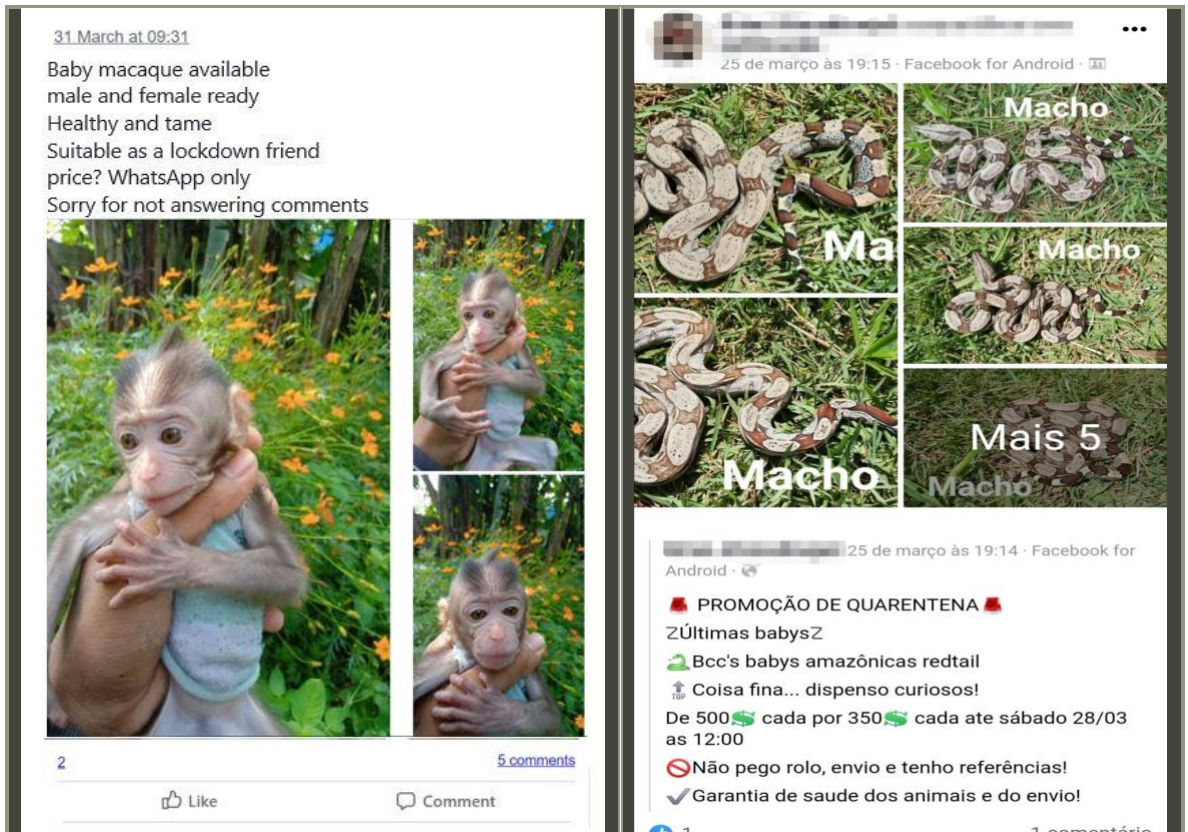 31 March at 09:31
Baby macaque available
male and female ready
Healthy and tame
Suitable as a lockdown friend
price? WhatsApp only
Sorry for not answering comments
2
5 comments
Like
Comment
25 de março às 19:15 · Facebook for Android ·
Ma
Macho
Macho
Macho
Mais 5
Macho
25 de março às 19:14 · Facebook for
Android ·
PROMOÇÃO DE QUARENTENA
ZÚltimas babysZ
Bcc's babys amazônicas redtail
TOP Coisa fina... dispenso curiosos!
De 500 cada por 350 cada ate sábado 28/03
as 12:00
Não pego rolo, envio e tenho referências!
Garantia de saude dos animais e do envio!
1
1 comentário